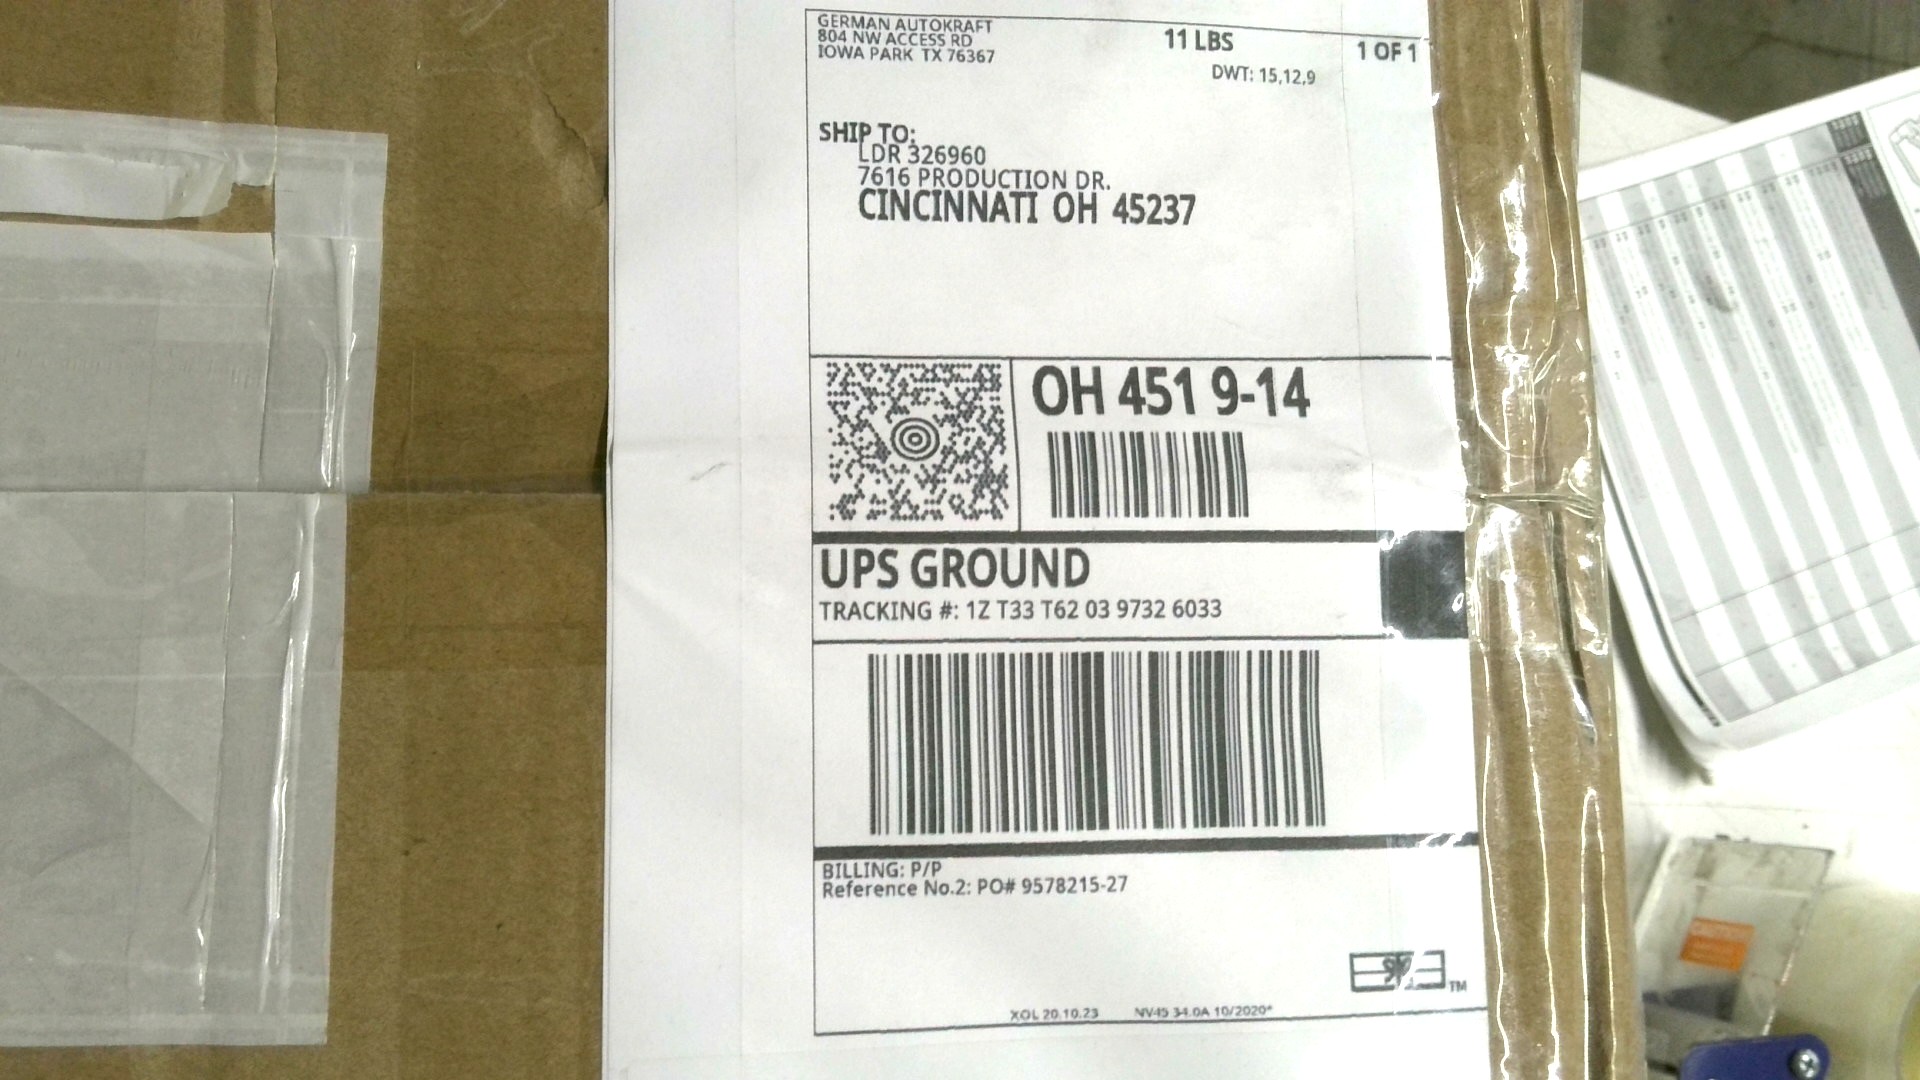 GERMAN AUTOKRAFT
804 NW ACCESS RD
IOWA PARK TX 76367
11 LBS
1 OF 1
DWT: 15,12,9
SHIP TO:
LDR 326960
7616 PRODUCTION DR.
CINCINNATI OH 45237
OH 451 9-14
UPS GROUND
TRACKING #: 1Z T33 T62 03 9732 6033
BILLING: P/P
Reference No.2: PO# 9578215-27
TM
XOL 20.10.23 NV45 34.0A 10/2020*